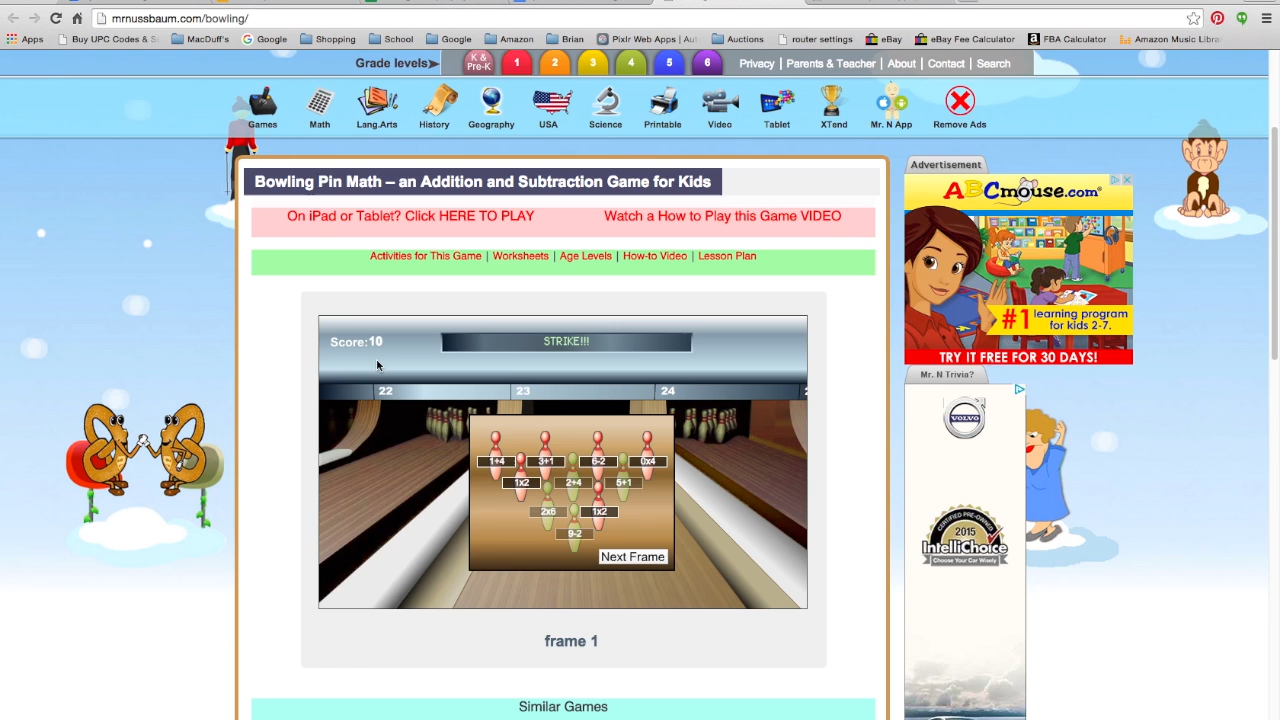 mrnussbaum.com/bowling/
Apps Buy UPC Codes & S MacDuff's Google Shopping School Google Amazon Brian Pixlr Web Apps | Aut Auctions router settings eBay eBay Fee Calculator FBA Calculator Amazon Music Libra
Grade levels K & Pre-K 1 2 3 4 5 6 Privacy | Parents & Teacher | About | Contact | Search
Games Math Lang.Arts History Geography USA Science Printable Video Tablet XTend Mr. N App Remove Ads
Bowling Pin Math – an Addition and Subtraction Game for Kids
On iPad or Tablet? Click HERE TO PLAY Watch a How to Play this Game VIDEO
Activities for This Game | Worksheets | Age Levels | How-to Video | Lesson Plan
Score:10 STRIKE!!!
22 23 24
1+4 3+1 6-2 0x4
1x2 2+4 5+1
2x6 1x2
9-2
Next Frame
frame 1
Similar Games
Advertisement
ABCmouse.com®
#1 learning program
for kids 2-7.
TRY IT FREE FOR 30 DAYS!
Mr. N Trivia?
VOLVO
CERTIFIED PRE-OWNED
2015
IntelliChoice
Choose Your Car Wisely